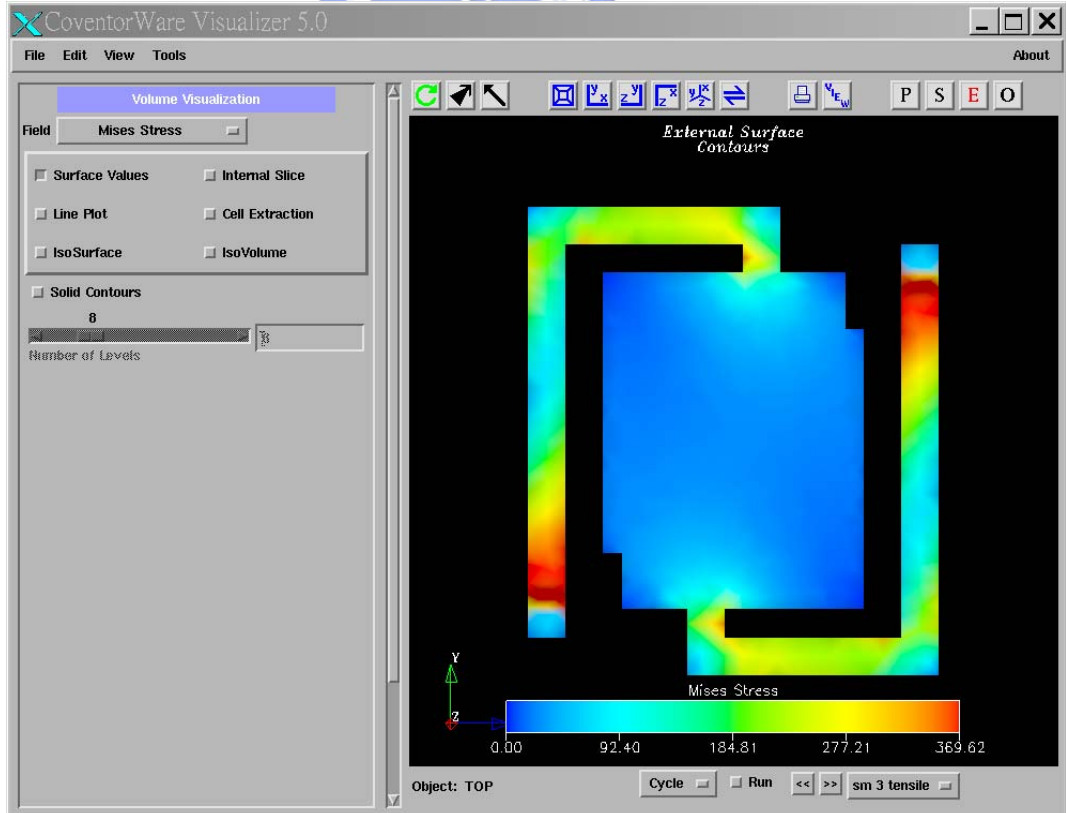 CoventorWare Visualizer 5.0
File Edit View Tools About
Volume Visualization
Field Mises Stress
Surface Values Internal Slice
Line Plot Cell Extraction
IsoSurface IsoVolume
Solid Contours
8
8
Number of Levels
y x z y z x y x z VIEW P S E O
External Surface
Contours
Y
Z
Mises Stress
0.00 92.40 184.81 277.21 369.62
Object: TOP Cycle Run << >> sm 3 tensile